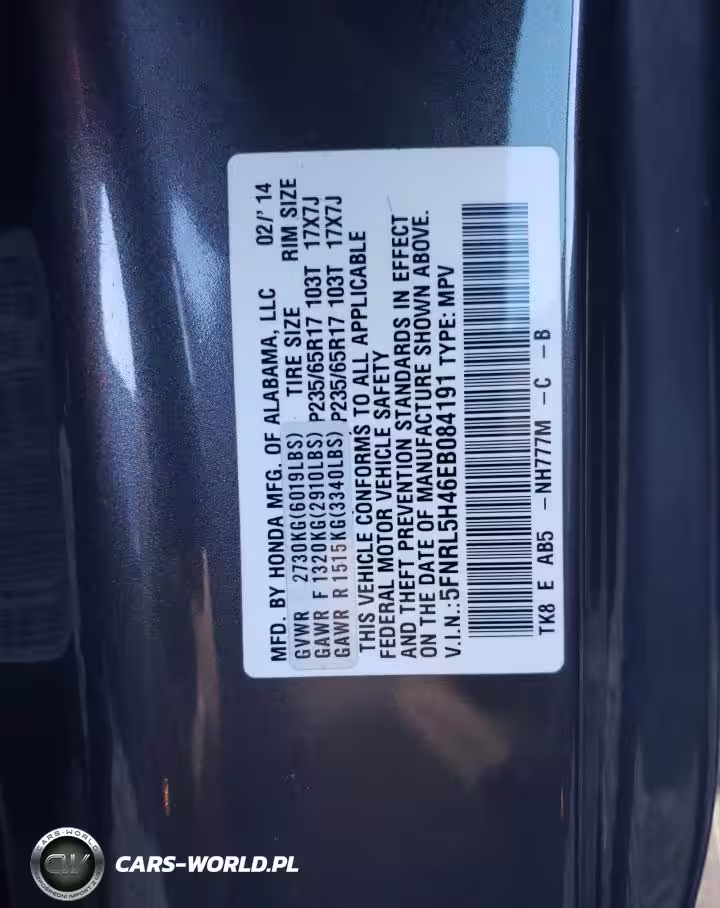 MFD. BY HONDA MFG. OF ALABAMA, LLC 02/'14
GVWR 2730KG(6019LBS) TIRE SIZE RIM SIZE
GAWR F 1320KG(2910LBS) P235/65R17 103T 17X7J
GAWR R 1515KG(3340LBS) P235/65R17 103T 17X7J
THIS VEHICLE CONFORMS TO ALL APPLICABLE
FEDERAL MOTOR VEHICLE SAFETY
AND THEFT PREVENTION STANDARDS IN EFFECT
ON THE DATE OF MANUFACTURE SHOWN ABOVE.
V.I.N.:5FNRL5H46EB084191 TYPE: MPV
TK8 E AB5 -NH777M -C -B
CARS-WORLD
CW
CARS-WORLD.PL